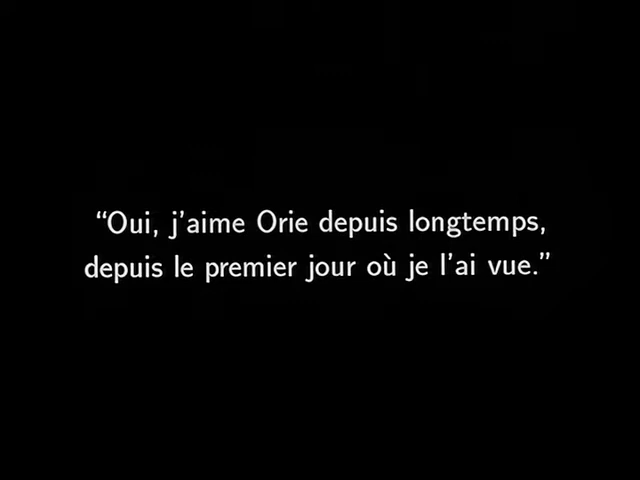 “Oui, j’aime Orie depuis longtemps,
depuis le premier jour où je l’ai vue.”